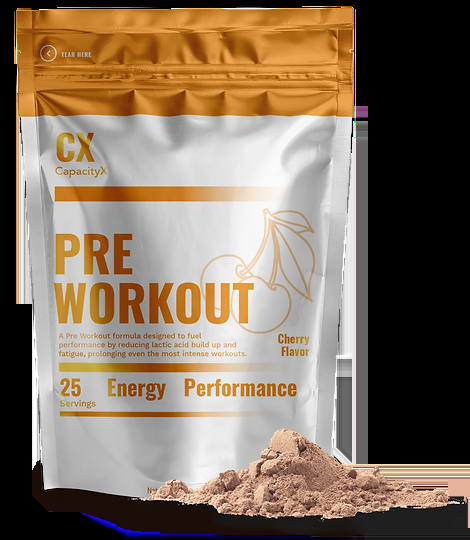 TEAR HERE
CX
CapacityX
PRE
WORKOUT
A Pre Workout formula designed to fuel
performance by reducing lactic acid build up and
fatigue, prolonging even the most intense workouts.
Cherry
Flavor
25 Energy Performance
Servings